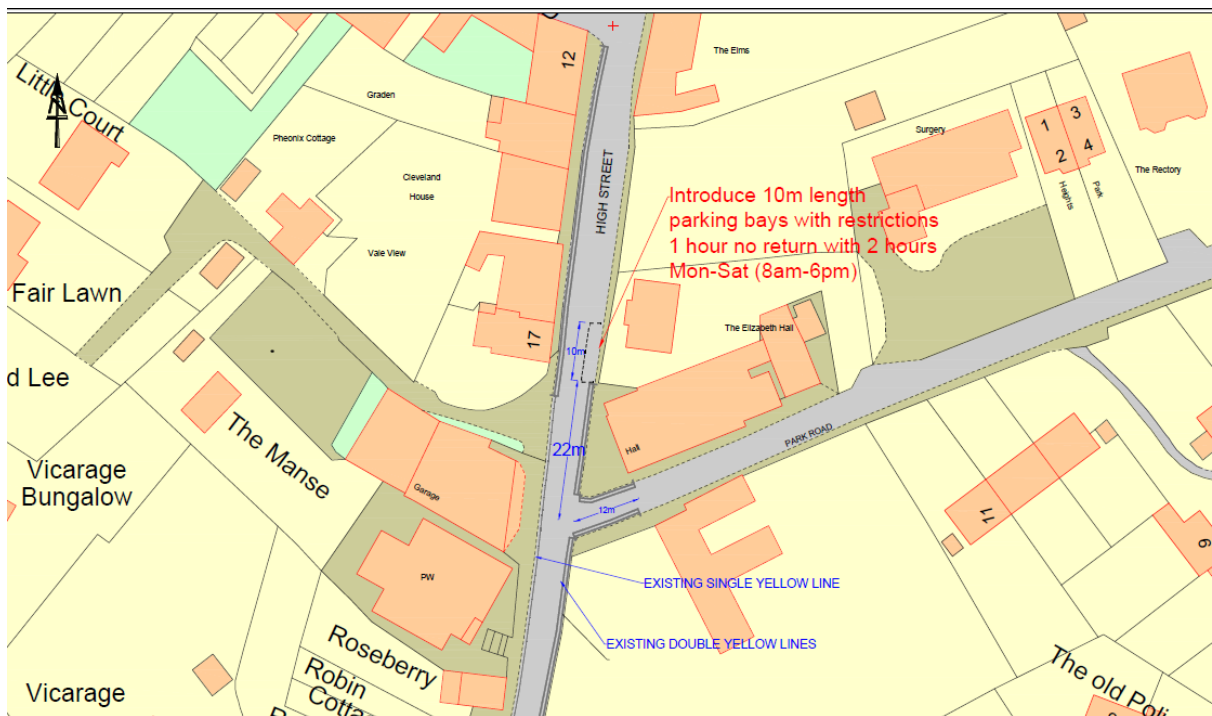 12
The Elms
Little Court
Graden
Pheonix Cottage
Surgery
1
3
2
4
The Rectory
Heights
Park
Cleveland
House
HIGH STREET
Introduce 10m length
parking bays with restrictions
1 hour no return with 2 hours
Mon-Sat (8am-6pm)
Vale View
Fair Lawn
17
The Elizabeth Hall
10m
d Lee
The Manse
22m
Hall
PARK ROAD
Vicarage
Bungalow
Garage
12m
11
9
PW
EXISTING SINGLE YELLOW LINE
EXISTING DOUBLE YELLOW LINES
Roseberry
Robin
Cotta
The old Poli
Vicarage